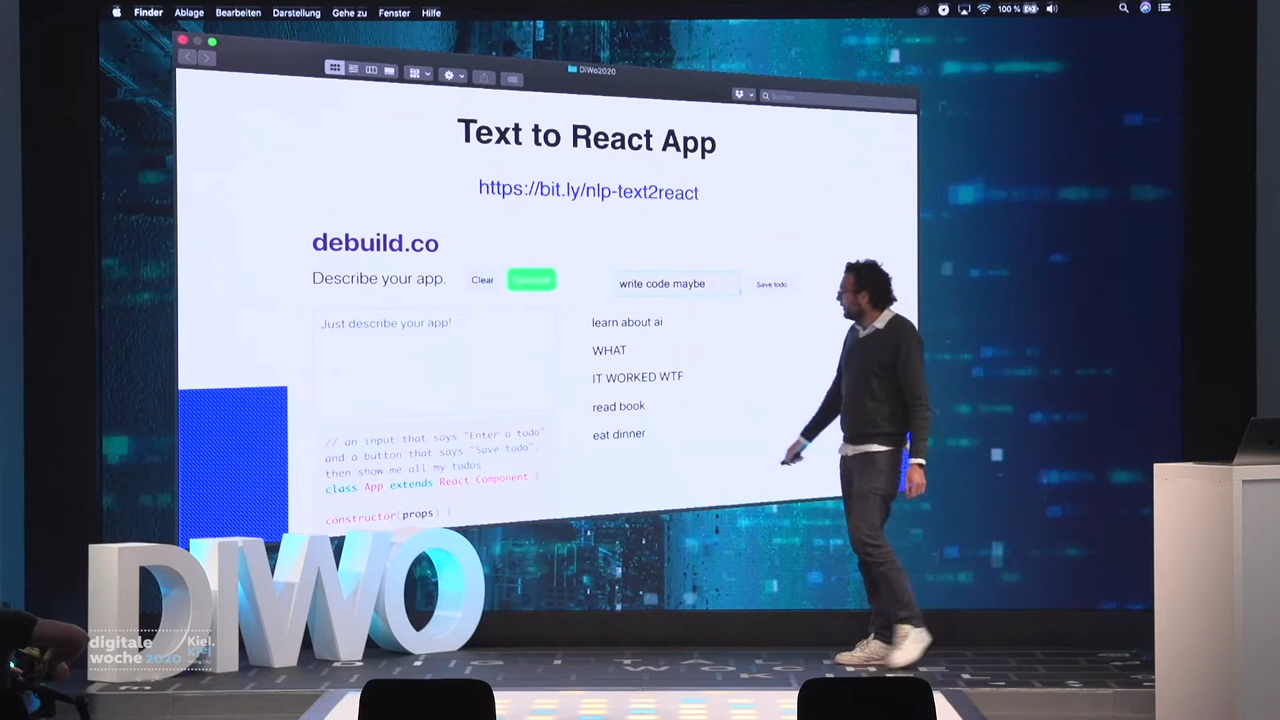 Finder Ablage Bearbeiten Darstellung Gehe zu Fenster Hilfe
100 %
DiWo2020
Suchen
Text to React App
https://bit.ly/nlp-text2react
debuild.co
Describe your app.
Clear
write code maybe
Save todo
Just describe your app!
learn about ai
WHAT
IT WORKED WTF
read book
eat dinner
// an input that says "Enter a todo"
and a button that says "Save todo".
then show me all my todos
class App extends React Component {
constructor(props) {
DiWO
digitale
woche 2020
Kiel.